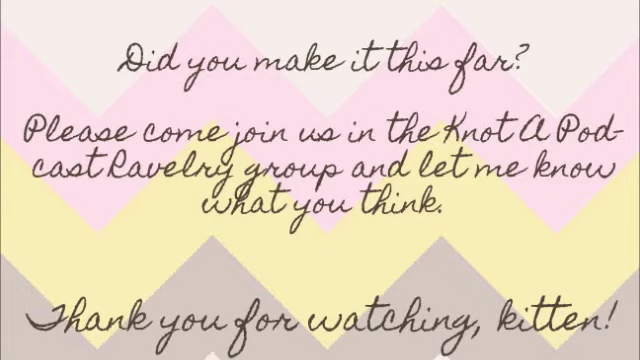 Did you make it this far?
Please come join us in the Knot A Pod-
cast Ravelry group and let me know
what you think.
Thank you for watching, kitten!